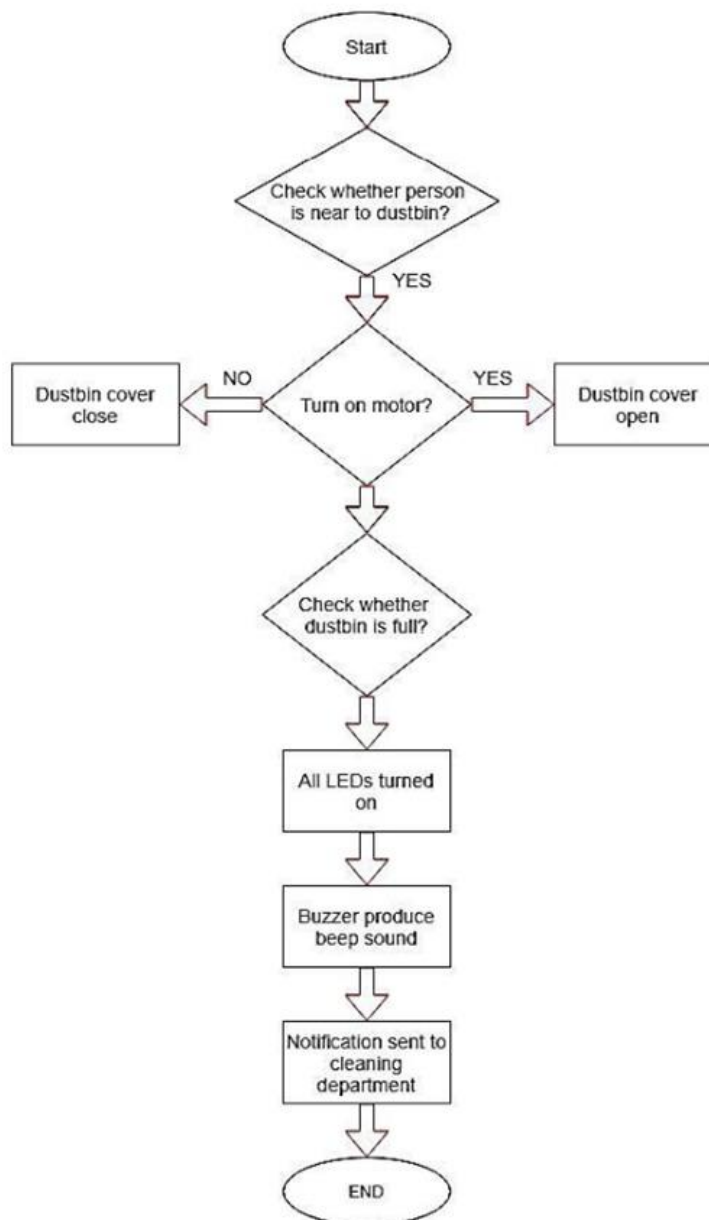 Start
Check whether person
is near to dustbin?
YES
NO
YES
Dustbin cover
close
Turn on motor?
Dustbin cover
open
Check whether
dustbin is full?
All LEDs turned
on
Buzzer produce
beep sound
Notification sent to
cleaning
department
END